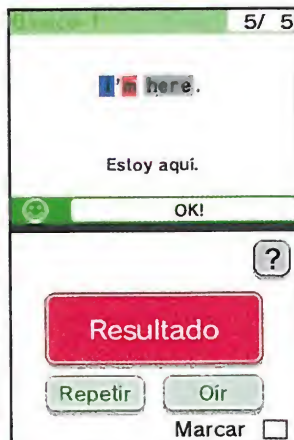 5/ 5
I'm here.
Estoy aquí.
OK!
?
Resultado
Repetir Oír
Marcar